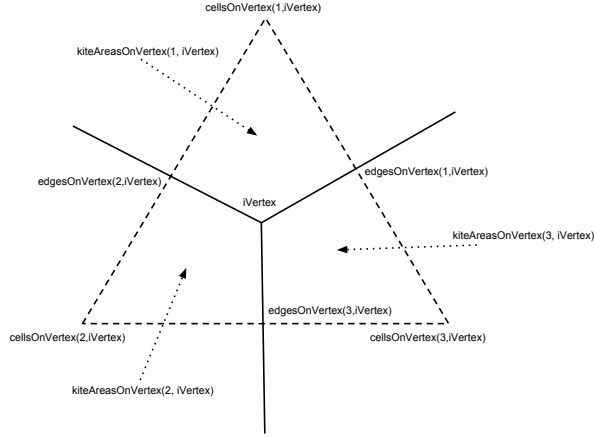 cellsOnVertex(1,iVertex)
kiteAreasOnVertex(1, iVertex)
edgesOnVertex(1,iVertex)
edgesOnVertex(2,iVertex)
iVertex
kiteAreasOnVertex(3, iVertex)
edgesOnVertex(3,iVertex)
cellsOnVertex(2,iVertex)
cellsOnVertex(3,iVertex)
kiteAreasOnVertex(2, iVertex)